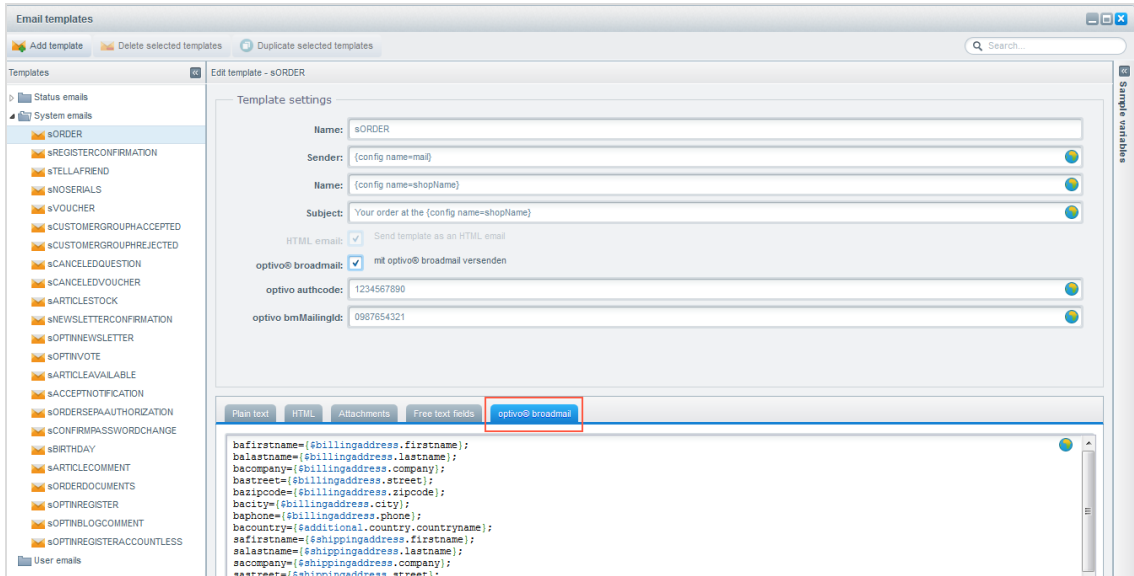 Email templates
Add template
Delete selected templates
Duplicate selected templates
Search...
Templates
Edit template - sORDER
Sample variables
Status emails
System emails
sORDER
sREGISTERCONFIRMATION
sTELLAFRIEND
sNOSERIALS
sVOUCHER
sCUSTOMERGROUPHACCEPTED
sCUSTOMERGROUPHREJECTED
sCANCELEDQUESTION
sCANCELEDVOUCHER
sARTICLESTOCK
sNEWSLETTERCONFIRMATION
sOPTINNEWSLETTER
sOPTINVOTE
sARTICLEAVAILABLE
sACCEPTNOTIFICATION
sORDERSEPAAUTHORIZATION
sCONFIRMPASSWORDCHANGE
sBIRTHDAY
sARTICLECOMMENT
sORDERDOCUMENTS
sOPTINREGISTER
sOPTINBLOGCOMMENT
sOPTINREGISTERACCOUNTLESS
User emails
Template settings
Name: sORDER
Sender: {config name=mail}
Name: {config name=shopName}
Subject: Your order at the {config name=shopName}
HTML email: Send template as an HTML email
optivo® broadmail: mit optivo® broadmail versenden
optivo authcode: 1234567890
optivo bmMailingId: 0987654321
Plain text
HTML
Attachments
Free text fields
optivo® broadmail
bafirstname={$billingaddress.firstname};
balastname={$billingaddress.lastname};
bacompany={$billingaddress.company};
bastreet={$billingaddress.street};
bazipcode={$billingaddress.zipcode};
bacity={$billingaddress.city};
baphone={$billingaddress.phone};
bacountry={$additional.country.countryname};
safirstname={$shippingaddress.firstname};
salastname={$shippingaddress.lastname};
sacompany={$shippingaddress.company};
sastreet={$shippingaddress.street};